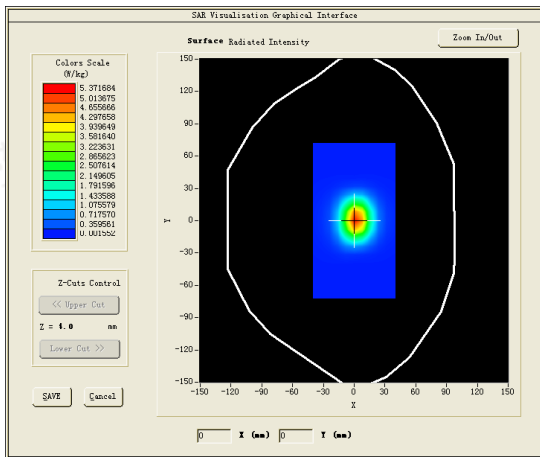 SAR Visualisation Graphical Interface
Surface Radiated Intensity
Zoom In/Out
Colors Scale
(W/kg)
5.371684
5.013675
4.655666
4.297658
3.939649
3.581640
3.223631
2.865623
2.507614
2.149605
1.791596
1.433588
1.075579
0.717570
0.359561
0.001552
Z-Cuts Control
<< Upper Cut
Z = 4.0 mm
Lower Cut >>
SAVE
Cancel
150
120
90
60
30
0
-30
-60
-90
-120
-150
Y
-150 -120 -90 -60 -30 0 30 60 90 120 150
X
0 X (mm) 0 Y (mm)